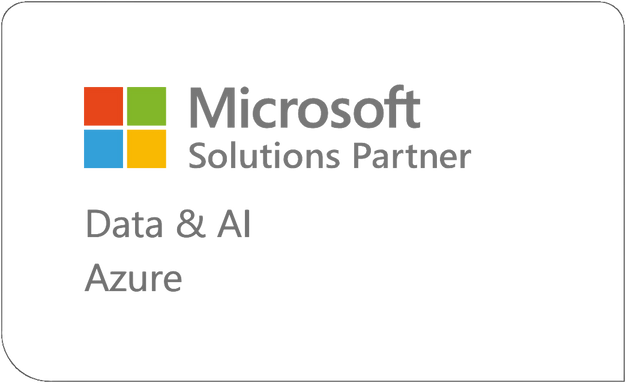 Microsoft
Solutions Partner
Data & AI
Azure